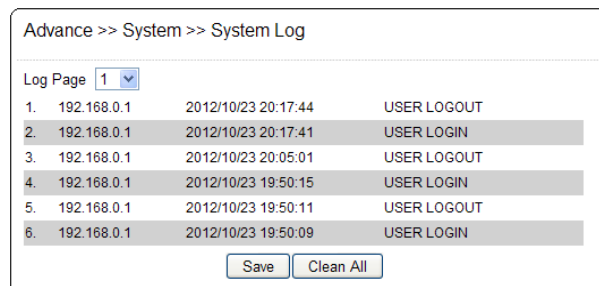 Advance >> System >> System Log
Log Page 1
1. 192.168.0.1 2012/10/23 20:17:44 USER LOGOUT
2. 192.168.0.1 2012/10/23 20:17:41 USER LOGIN
3. 192.168.0.1 2012/10/23 20:05:01 USER LOGOUT
4. 192.168.0.1 2012/10/23 19:50:15 USER LOGIN
5. 192.168.0.1 2012/10/23 19:50:11 USER LOGOUT
6. 192.168.0.1 2012/10/23 19:50:09 USER LOGIN
Save Clean All